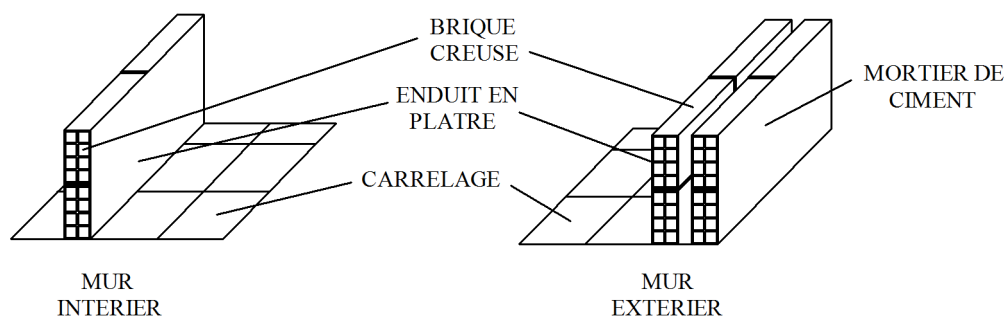 BRIQUE
CREUSE
MORTIER DE
CIMENT
ENDUIT EN
PLATRE
CARRELAGE
MUR
INTERIER
MUR
EXTERIER